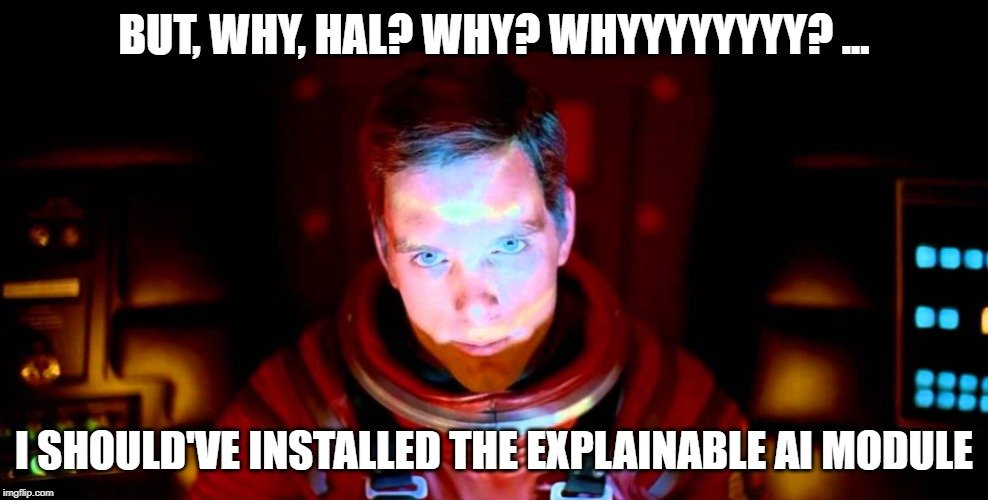 BUT, WHY, HAL? WHY? WHYYYYYYYY? ...
I SHOULD'VE INSTALLED THE EXPLAINABLE AI MODULE
imgflip.com